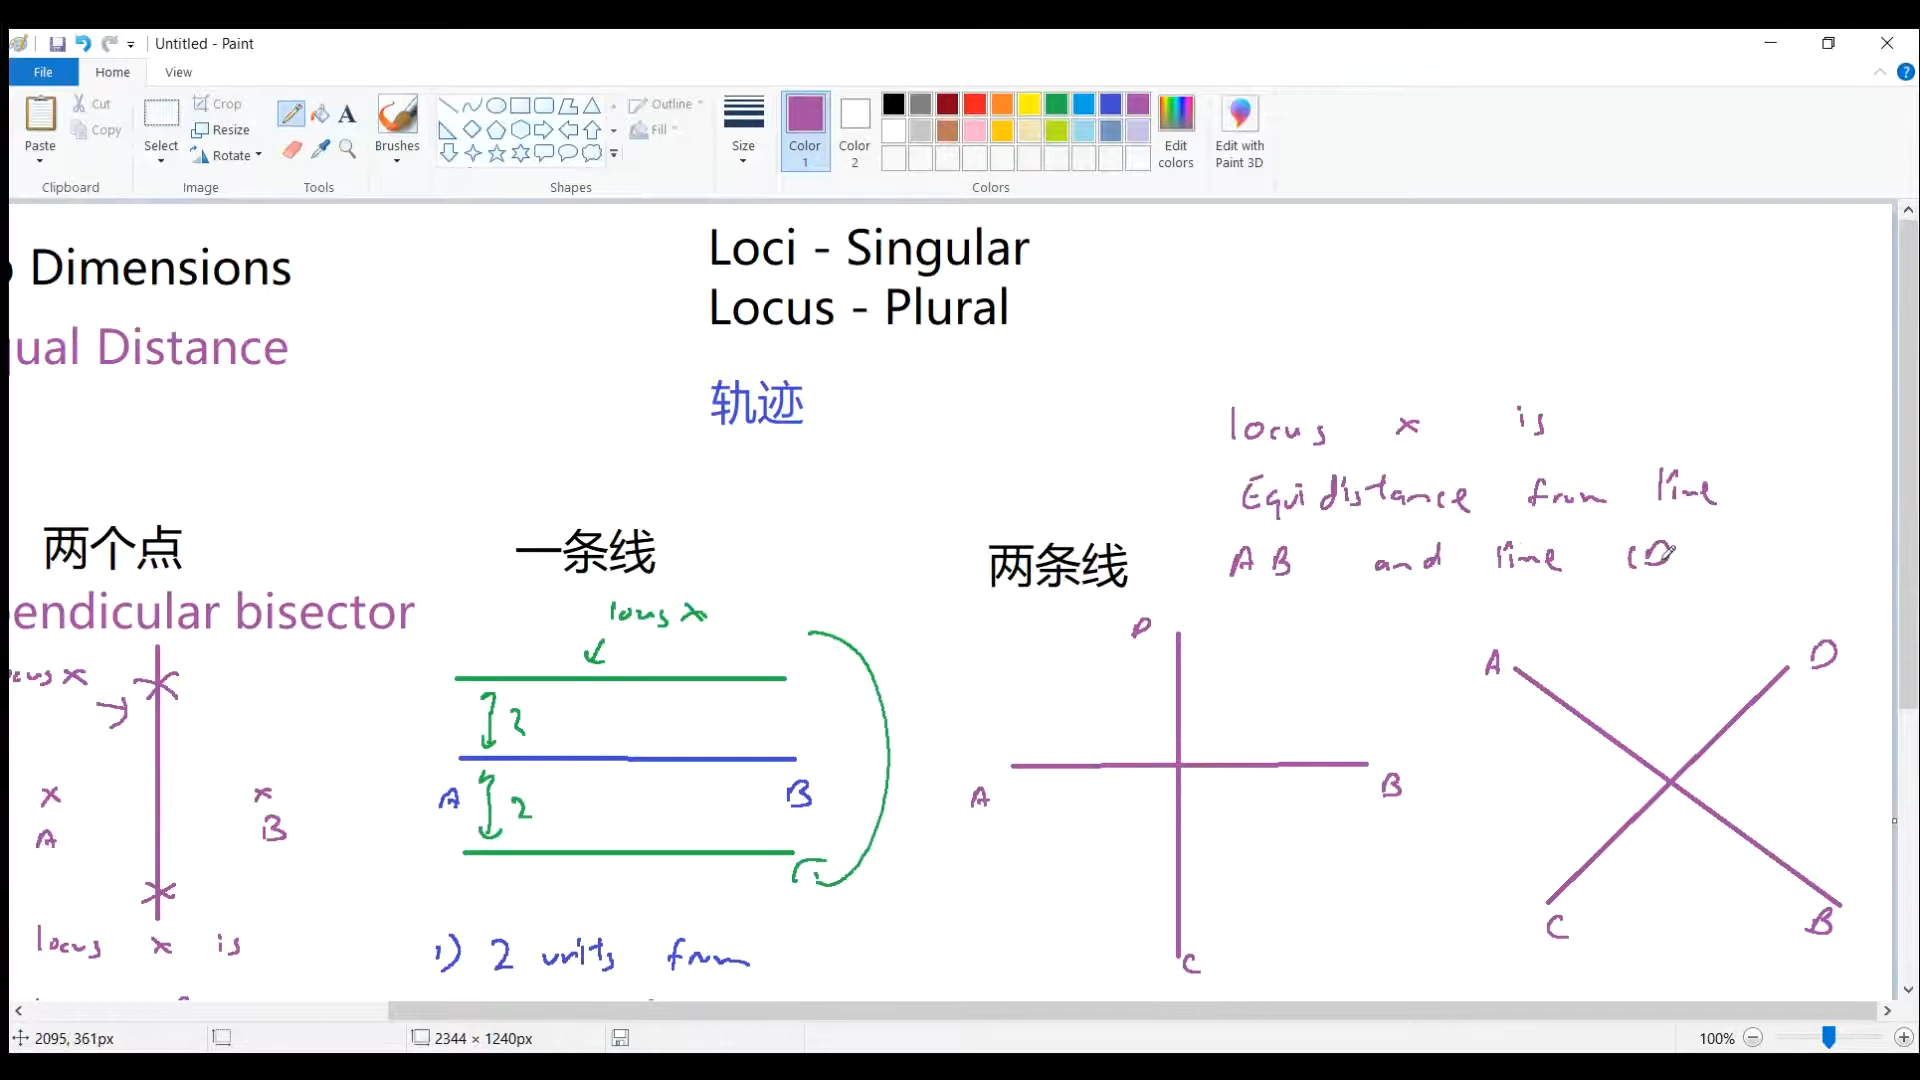 Untitled - Paint
File Home View
Paste Cut Copy Clipboard
Select Crop Resize Rotate Image
Tools
Brushes
Shapes
Outline Fill
Size
Color 1
Color 2
Edit colors
Colors
Edit with Paint 3D
Dimensions
ual Distance
Loci - Singular
Locus - Plural
轨迹
locus x is
Equidistance from line
AB and line CD
两个点
一条线
两条线
endicular bisector
cus x
x x
A B
locus x is
locus x
2
A B
2
1) 2 units from
D
A B
C
A D
C B
2095, 361px
2344 × 1240px
100%